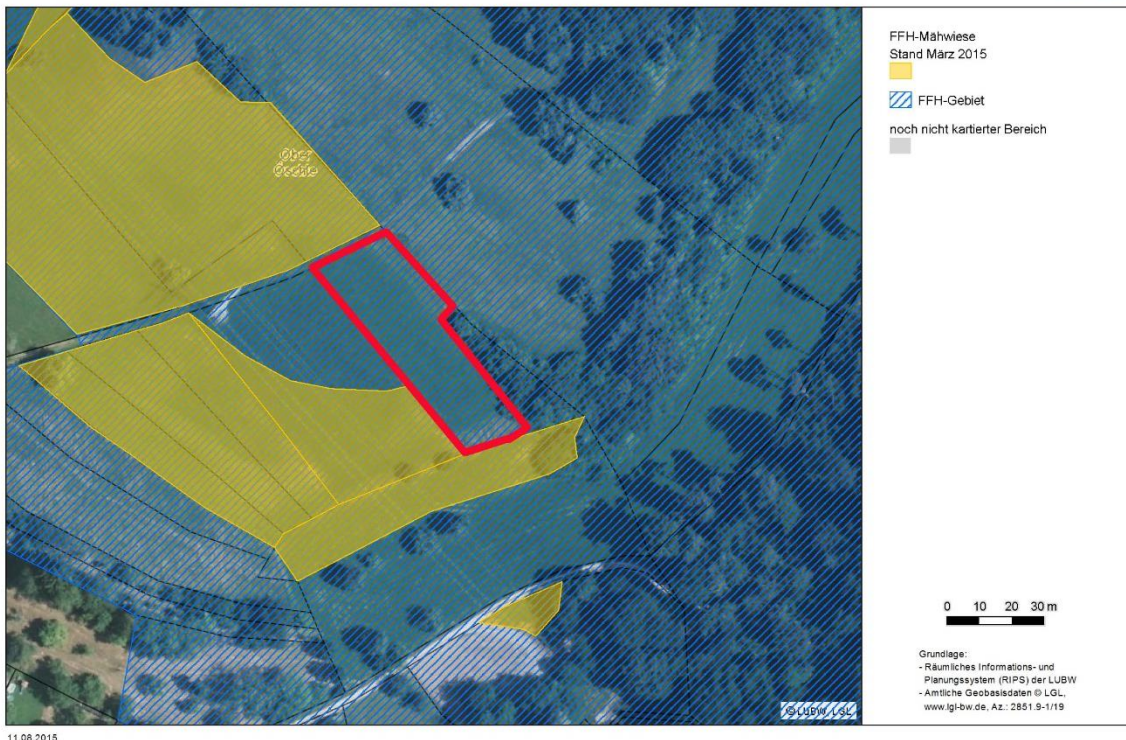 FFH-Mähwiese
Stand März 2015
FFH-Gebiet
noch nicht kartierter Bereich
Ober
Öschle
0 10 20 30 m
Grundlage:
- Räumliches Informations- und
Planungssystem (RIPS) der LUBW
- Amtliche Geobasisdaten © LGL,
www.lgl-bw.de, Az.: 2851.9-1/19
© LUBW, LGL
11.08.2015